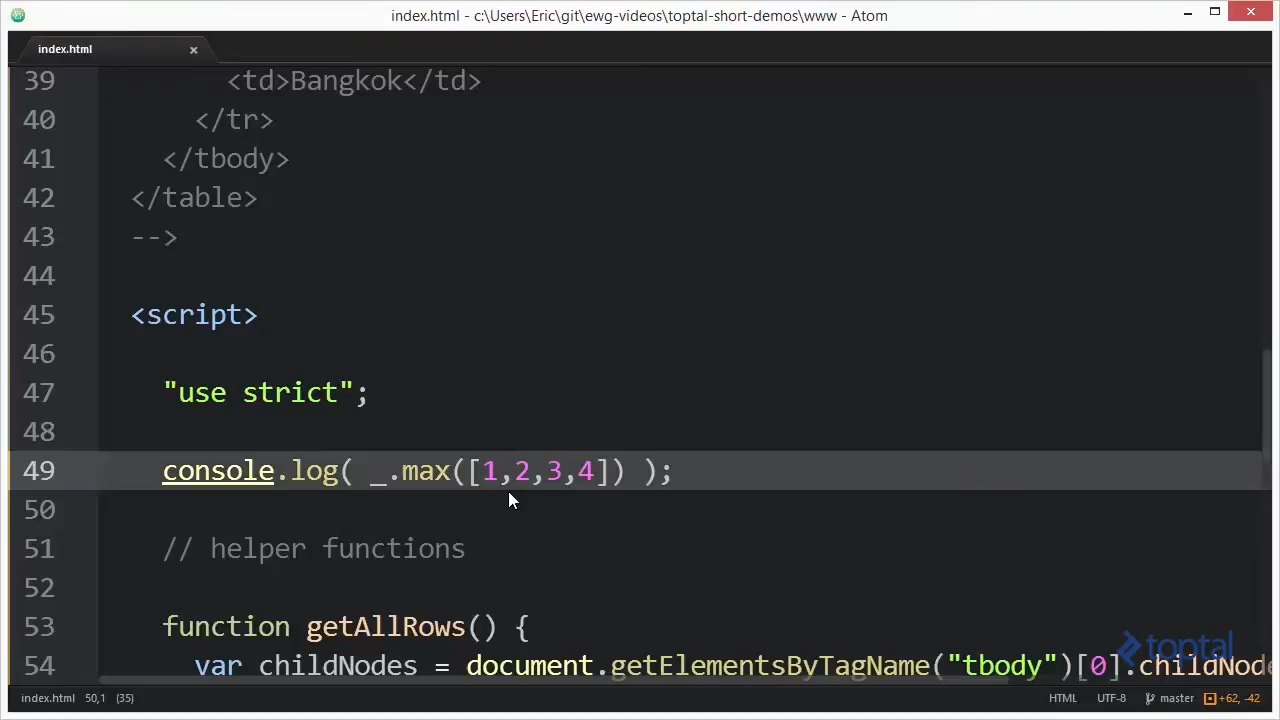 index.html - c:\Users\Eric\git\ewg-videos\toptal-short-demos\www - Atom
index.html
39 <td>Bangkok</td>
40 </tr>
41 </tbody>
42 </table>
43 -->
44
45 <script>
46
47 "use strict";
48
49 console.log( _.max([1,2,3,4]) );
50
51 // helper functions
52
53 function getAllRows() {
54 var childNodes = document.getElementsByTagName("tbody")[0].childNode
toptal
index.html 50,1 (35) HTML UTF-8 master +62, -42